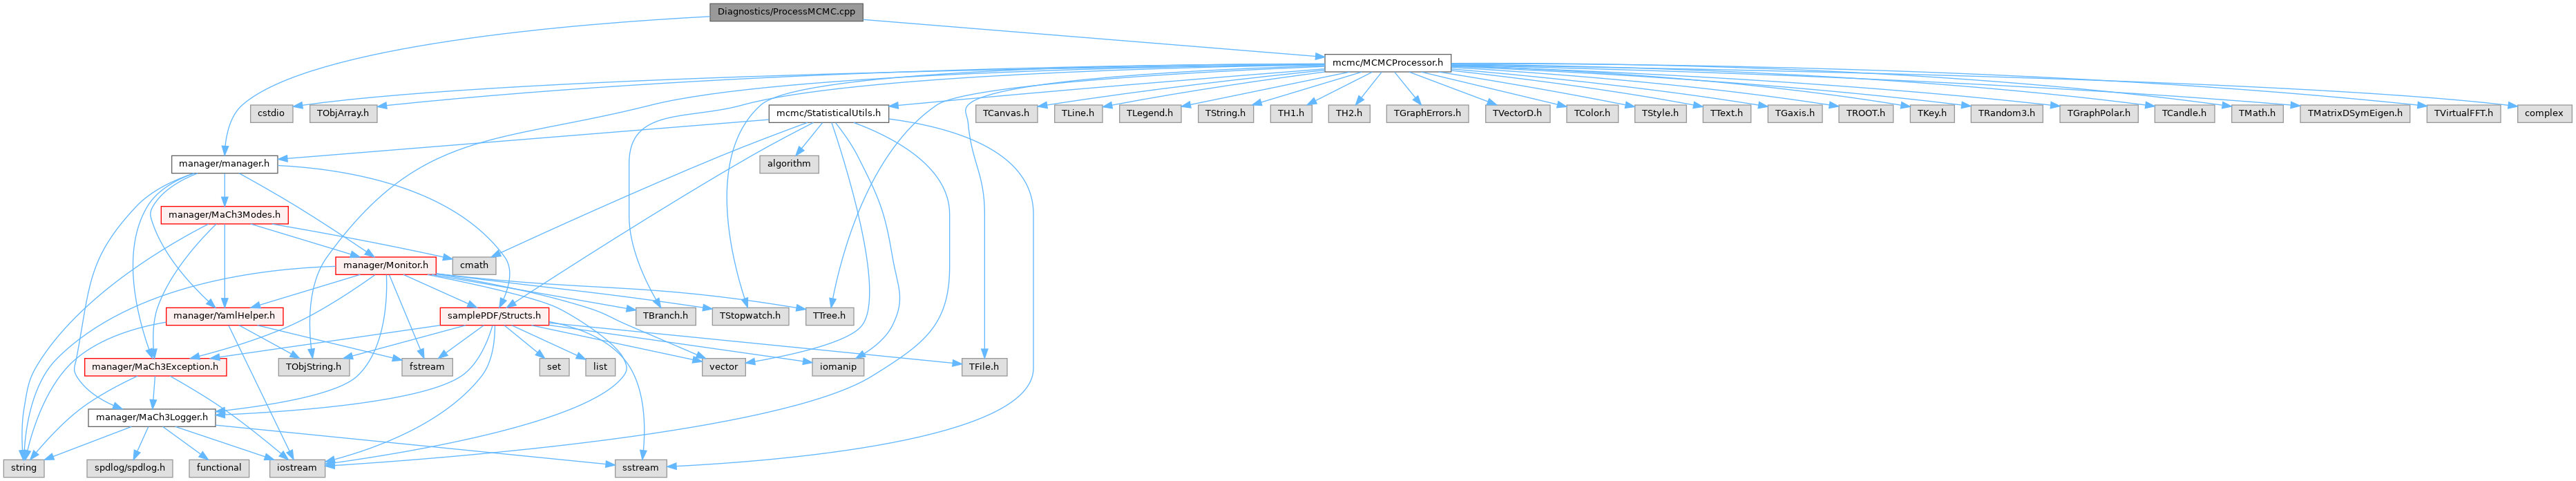 Diagnostics/ProcessMCMC.cpp
mcmc/MCMCProcessor.h
cstdio
TObjArray.h
mcmc/StatisticalUtils.h
TCanvas.h
TLine.h
TLegend.h
TString.h
TH1.h
TH2.h
TGraphErrors.h
TVectorD.h
TColor.h
TStyle.h
TText.h
TGaxis.h
TROOT.h
TKey.h
TRandom3.h
TGraphPolar.h
TCandle.h
TMath.h
TMatrixDSymEigen.h
TVirtualFFT.h
complex
manager/manager.h
algorithm
manager/MaCh3Modes.h
manager/Monitor.h
cmath
manager/YamlHelper.h
samplePDF/Structs.h
TBranch.h
TStopwatch.h
TTree.h
manager/MaCh3Exception.h
TObjString.h
fstream
set
list
vector
iomanip
TFile.h
manager/MaCh3Logger.h
string
spdlog/spdlog.h
functional
iostream
sstream